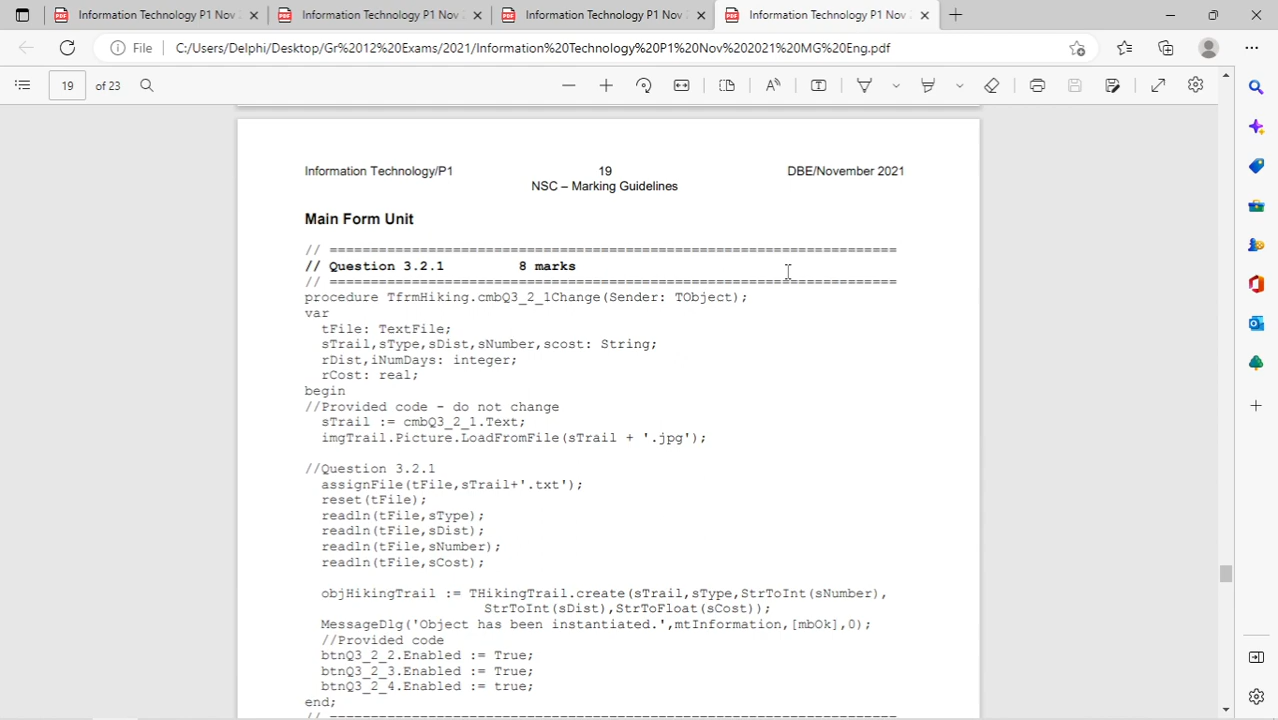 Information Technology P1 Nov
Information Technology P1 Nov
Information Technology P1 Nov
Information Technology P1 Nov
File C:/Users/Delphi/Desktop/Gr%2012%20Exams/2021/Information%20Technology%20P1%20Nov%202021%20MG%20Eng.pdf
19 of 23
Information Technology/P1 19 DBE/November 2021
NSC – Marking Guidelines
Main Form Unit
// =====================================================================
// Question 3.2.1 8 marks
// =====================================================================
procedure TfrmHiking.cmbQ3_2_1Change(Sender: TObject);
var
tFile: TextFile;
sTrail,sType,sDist,sNumber,scost: String;
rDist,iNumDays: integer;
rCost: real;
begin
//Provided code - do not change
sTrail := cmbQ3_2_1.Text;
imgTrail.Picture.LoadFromFile(sTrail + '.jpg');
//Question 3.2.1
assignFile(tFile,sTrail+'.txt');
reset(tFile);
readln(tFile,sType);
readln(tFile,sDist);
readln(tFile,sNumber);
readln(tFile,sCost);
objHikingTrail := THikingTrail.create(sTrail,sType,StrToInt(sNumber),
StrToInt(sDist),StrToFloat(sCost));
MessageDlg('Object has been instantiated.',mtInformation,[mbOk],0);
//Provided code
btnQ3_2_2.Enabled := True;
btnQ3_2_3.Enabled := True;
btnQ3_2_4.Enabled := true;
end;
// =====================================================================